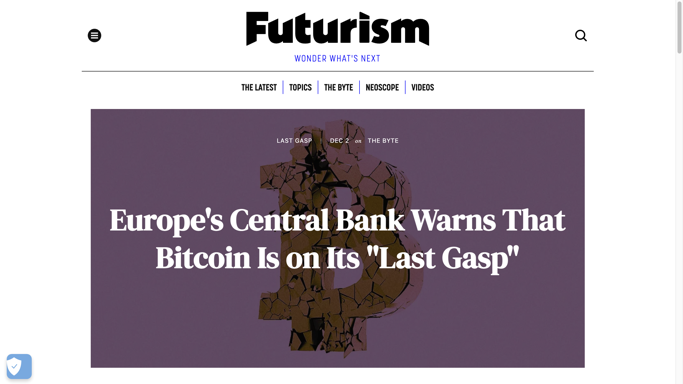 Futurism
WONDER WHAT'S NEXT
THE LATEST
TOPICS
THE BYTE
NEOSCOPE
VIDEOS
LAST GASP | DEC 2 on THE BYTE
Europe's Central Bank Warns That
Bitcoin Is on Its "Last Gasp"